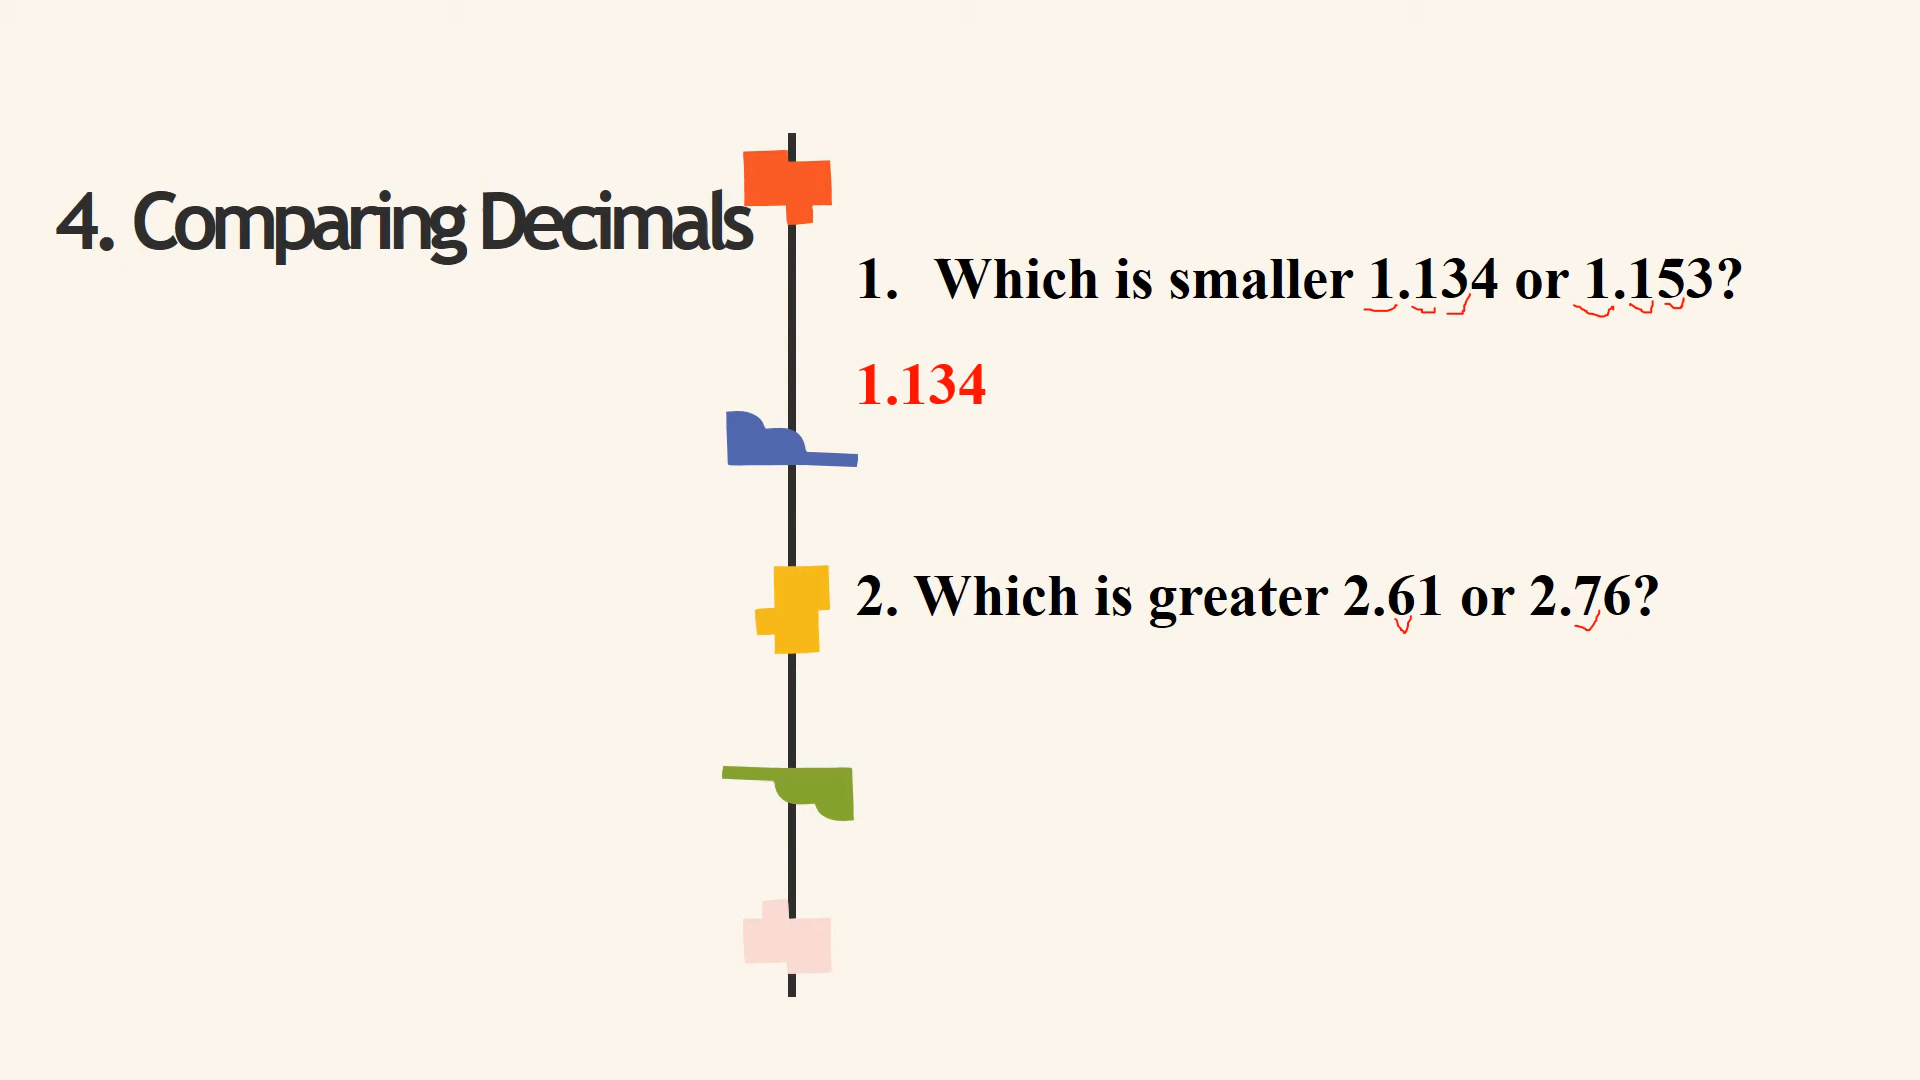 4. Comparing Decimals
1. Which is smaller 1.134 or 1.153?
1.134
2. Which is greater 2.61 or 2.76?